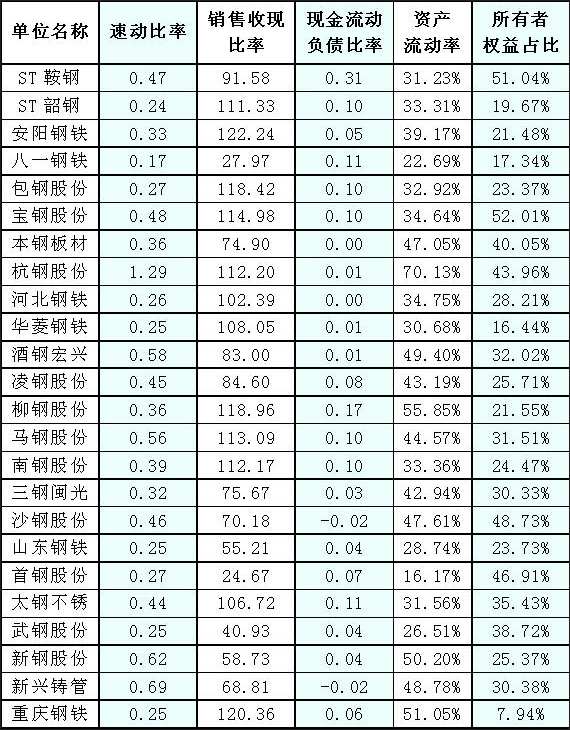 单位名称 速动比率 销售收现比率 现金流动负债比率 资产流动率 所有者权益占比
ST鞍钢 0.47 91.58 0.31 31.23% 51.04%
ST韶钢 0.24 111.33 0.10 33.31% 19.67%
安阳钢铁 0.33 122.24 0.05 39.17% 21.48%
八一钢铁 0.17 27.97 0.11 22.69% 17.34%
包钢股份 0.27 118.42 0.10 32.92% 23.37%
宝钢股份 0.48 114.98 0.10 34.64% 52.01%
本钢板材 0.36 74.90 0.00 47.05% 40.05%
杭钢股份 1.29 112.20 0.01 70.13% 43.96%
河北钢铁 0.26 102.39 0.00 34.75% 28.21%
华菱钢铁 0.25 108.05 0.01 30.68% 16.44%
酒钢宏兴 0.58 83.00 0.01 49.40% 32.02%
凌钢股份 0.45 84.60 0.08 43.19% 25.71%
柳钢股份 0.36 118.96 0.17 55.85% 21.55%
马钢股份 0.56 113.09 0.10 44.57% 31.51%
南钢股份 0.39 112.17 0.10 33.36% 24.47%
三钢闽光 0.32 75.67 0.03 42.94% 30.33%
沙钢股份 0.46 70.18 -0.02 47.61% 48.73%
山东钢铁 0.25 55.21 0.04 28.74% 23.73%
首钢股份 0.27 24.67 0.07 16.17% 46.91%
太钢不锈 0.44 106.72 0.11 31.56% 35.43%
武钢股份 0.25 40.93 0.04 26.51% 38.72%
新钢股份 0.62 58.73 0.04 50.20% 25.37%
新兴铸管 0.69 68.81 -0.02 48.78% 30.38%
重庆钢铁 0.25 120.36 0.06 51.05% 7.94%